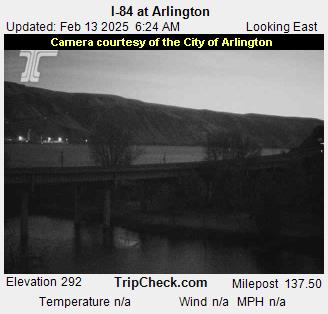 I-84 at Arlington
Updated: Feb 13 2025 6:24 AM Looking East
Camera courtesy of the City of Arlington
Elevation 292 TripCheck.com Milepost 137.50
Temperature n/a Wind n/a MPH n/a